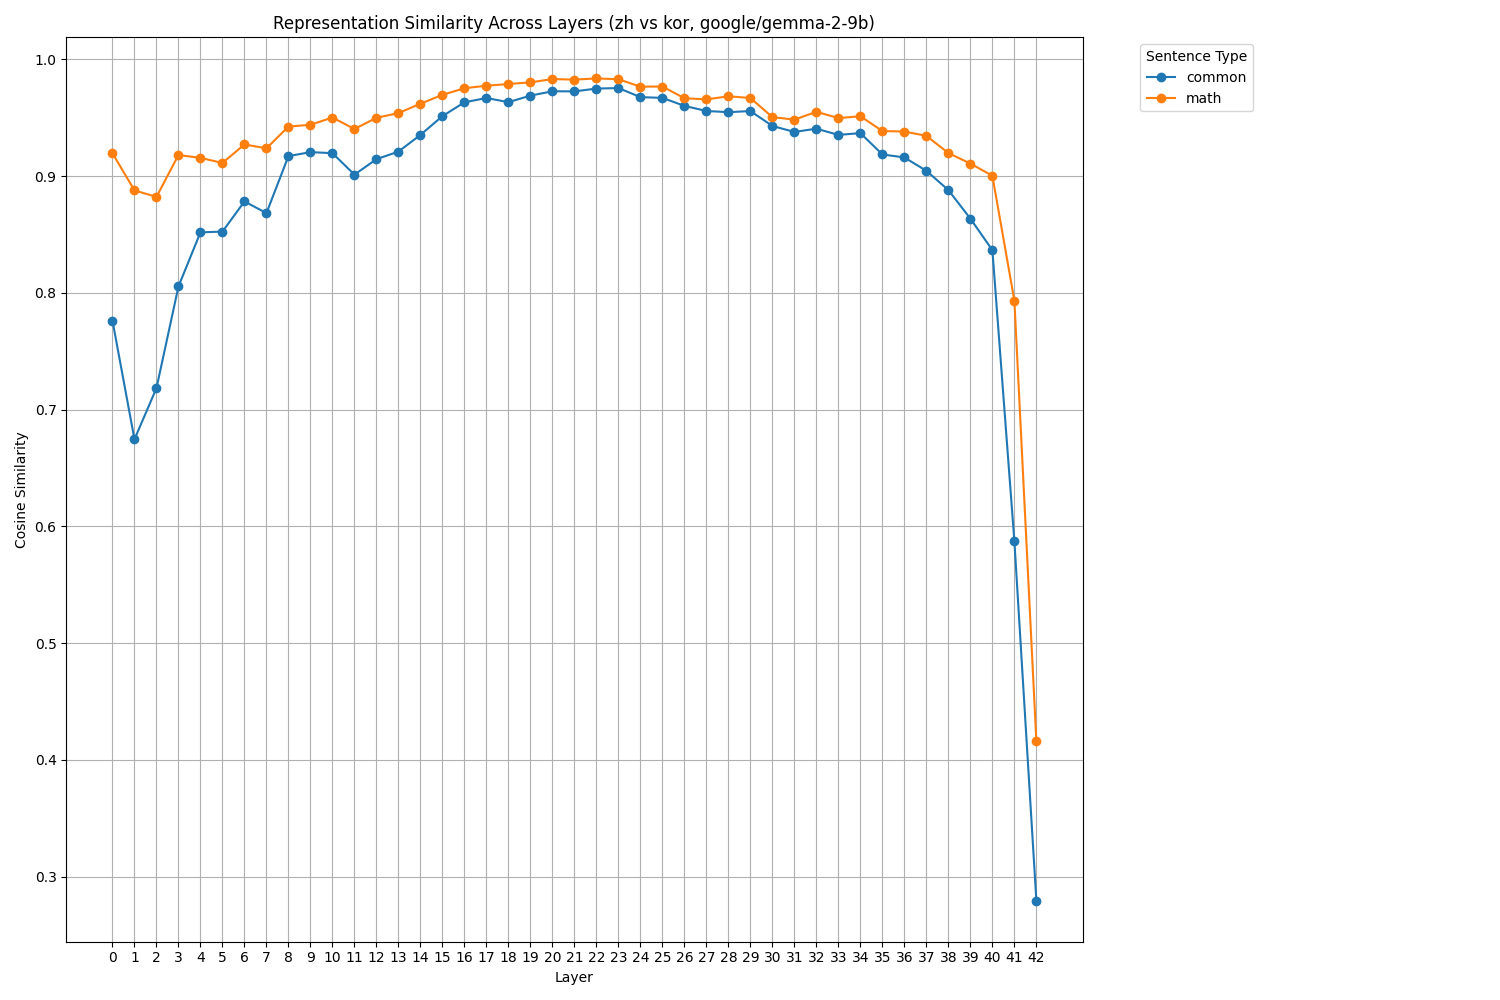 Representation Similarity Across Layers (zh vs kor, google/gemma-2-9b)
Sentence Type
common
math
Cosine Similarity
1.0
0.9
0.8
0.7
0.6
0.5
0.4
0.3
0 1 2 3 4 5 6 7 8 9 10 11 12 13 14 15 16 17 18 19 20 21 22 23 24 25 26 27 28 29 30 31 32 33 34 35 36 37 38 39 40 41 42
Layer